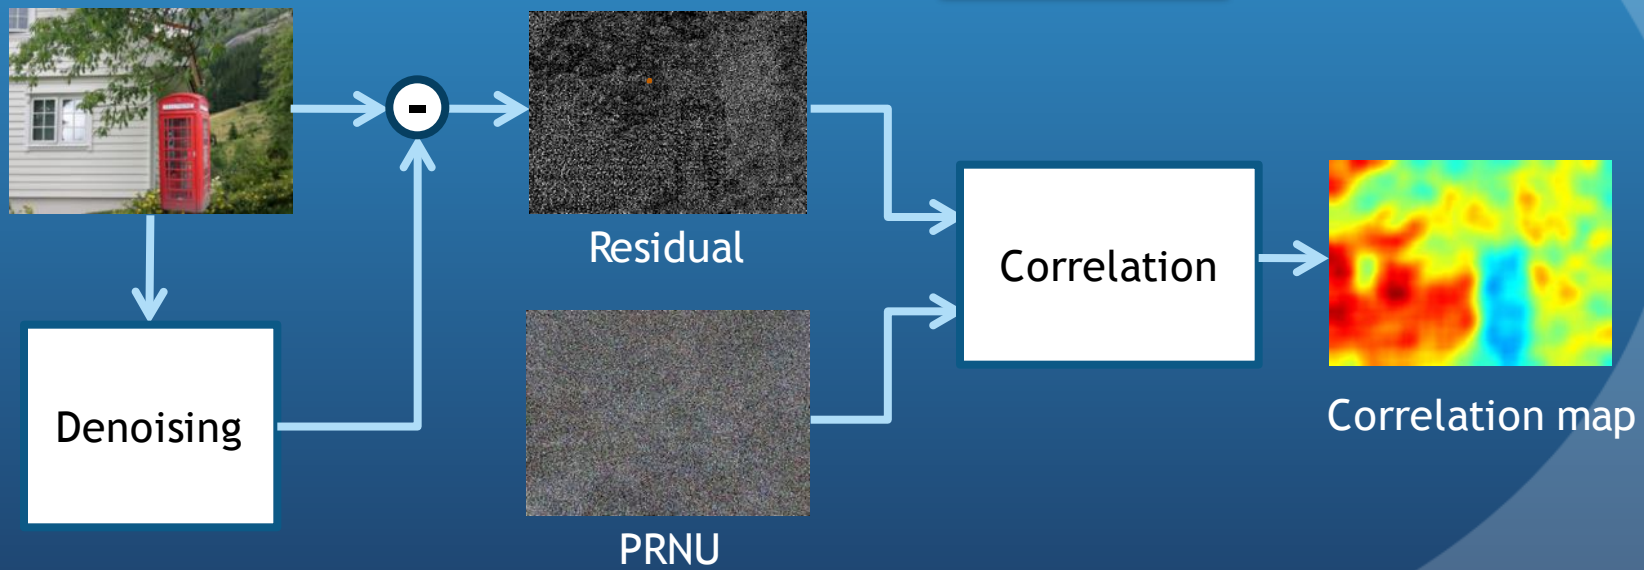 -
Residual
Correlation
Denoising
PRNU
Correlation map